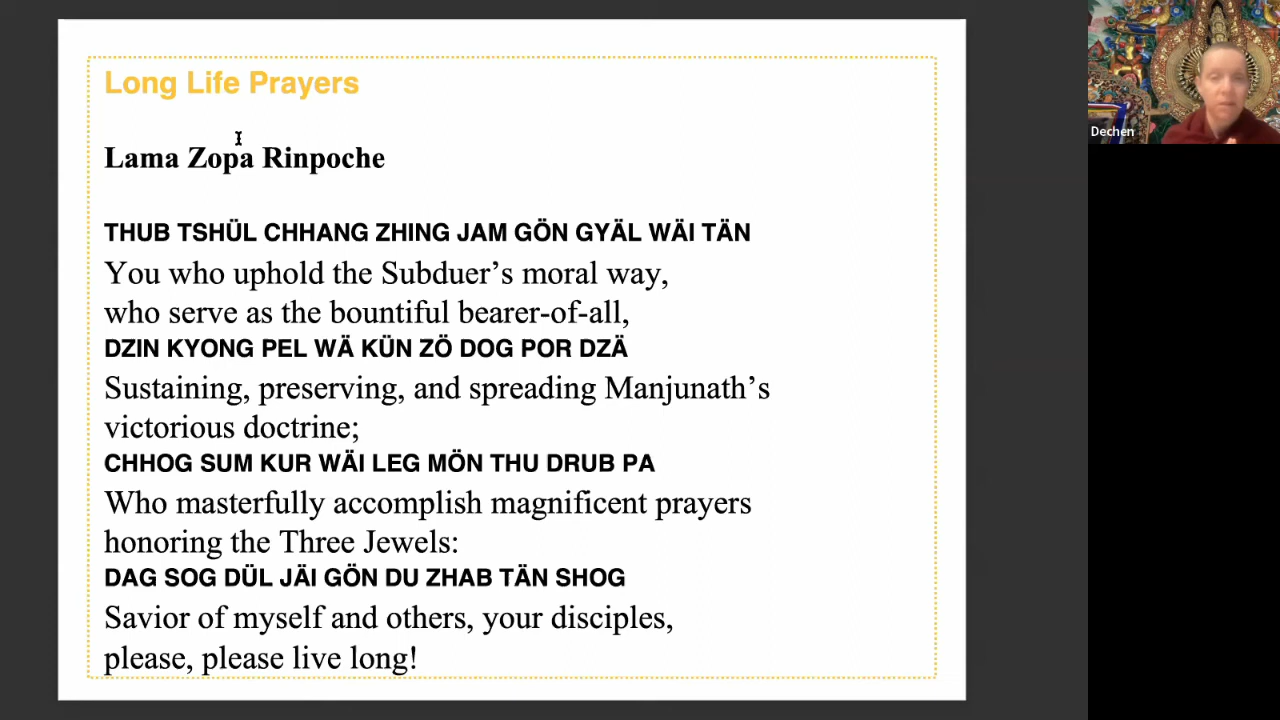 Long Life Prayers
Lama Zopa Rinpoche
THUB TSHÜL CHHANG ZHING JAM GÖN GYÄL WÄI TÄN
You who uphold the Subduer’s moral way,
who serve as the bountiful bearer-of-all,
DZIN KYONG PEL WÄ KÜN ZÖ DOG POR DZÄ
Sustaining, preserving, and spreading Manjunath’s
victorious doctrine;
CHHOG SUM KUR WÄI LEG MÖN THU DRUB PA
Who masterfully accomplish magnificent prayers
honoring the Three Jewels:
DAG SOG DÜL JÄI GÖN DU ZHAB TÄN SHOG
Savior of myself and others, your disciples,
please, please live long!
Dechen